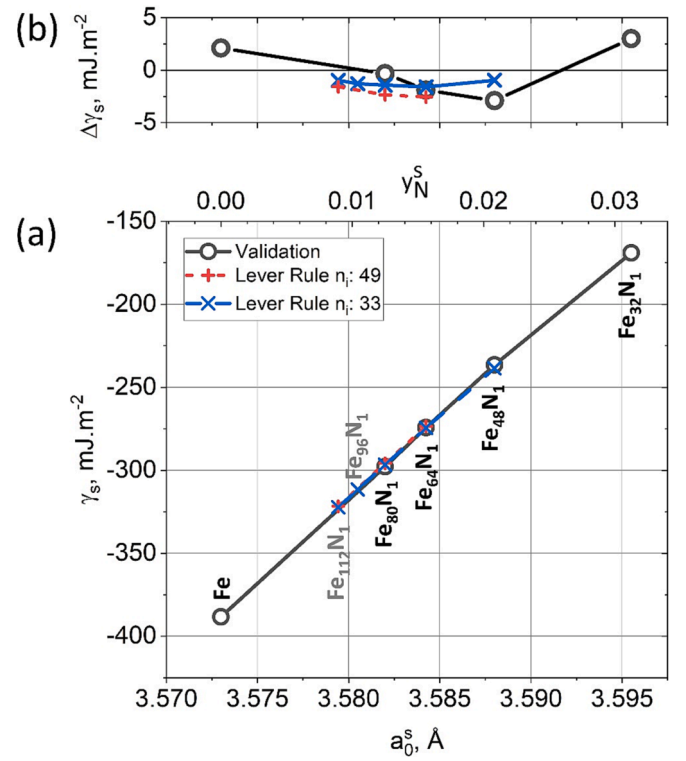 (b)
5
0
-5
Δγₛ, mJ.m⁻²
yₙˢ
0.00 0.01 0.02 0.03
(a)
-150
-200
-250
-300
-350
-400
γₛ, mJ.m⁻²
Validation
Lever Rule nᵢ: 49
Lever Rule nᵢ: 33
Fe
Fe₁₁₂N₁
Fe₉₆N₁
Fe₈₀N₁
Fe₆₄N₁
Fe₄₈N₁
Fe₃₂N₁
3.570 3.575 3.580 3.585 3.590 3.595
a₀ˢ, Å